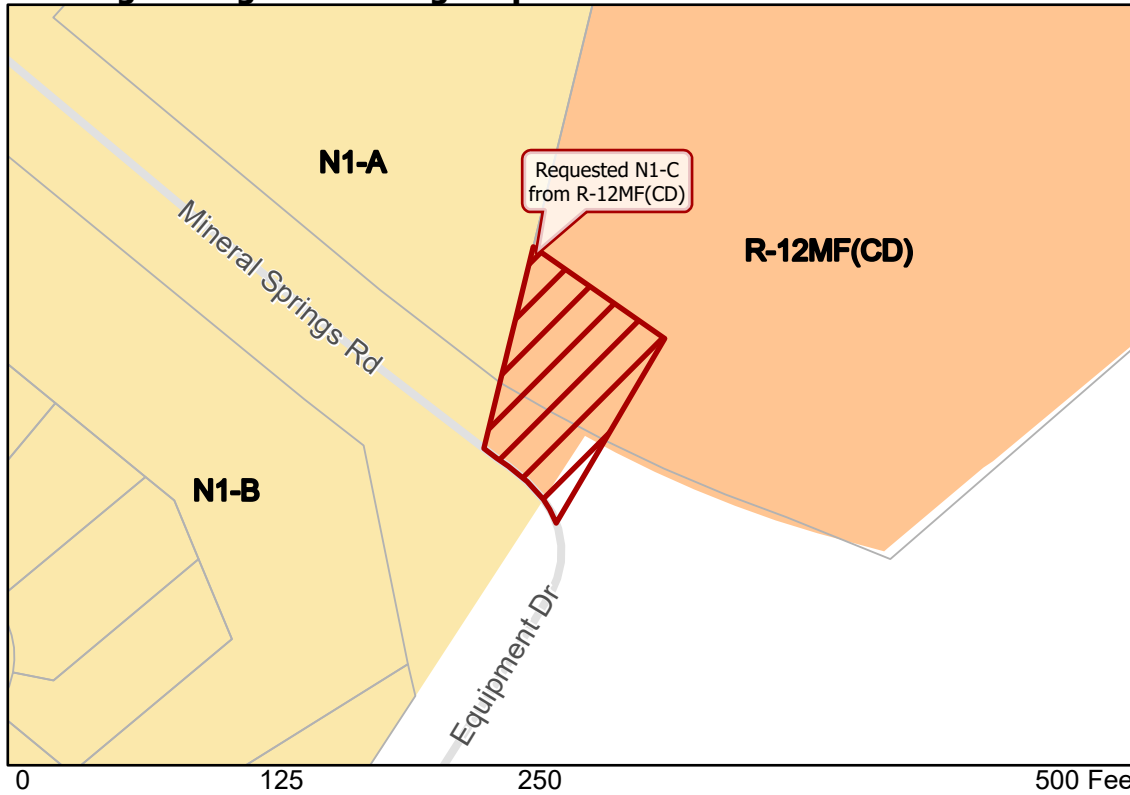 N1-A
Requested N1-C
from R-12MF(CD)
R-12MF(CD)
Mineral Springs Rd
N1-B
Equipment Dr
0 125 250 500 Fee